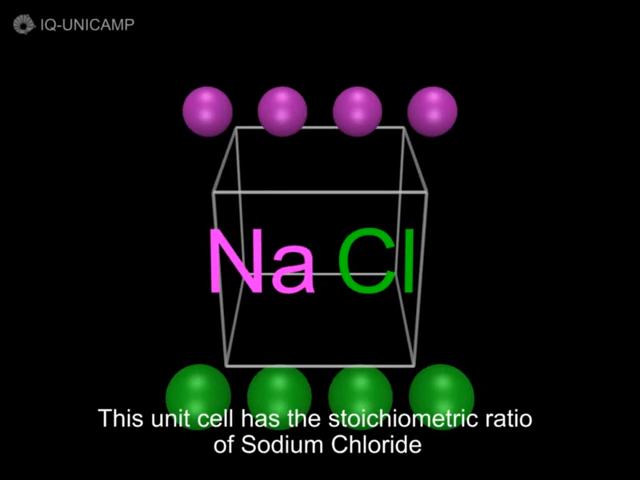 IQ-UNICAMP
Na Cl
This unit cell has the stoichiometric ratio
of Sodium Chloride